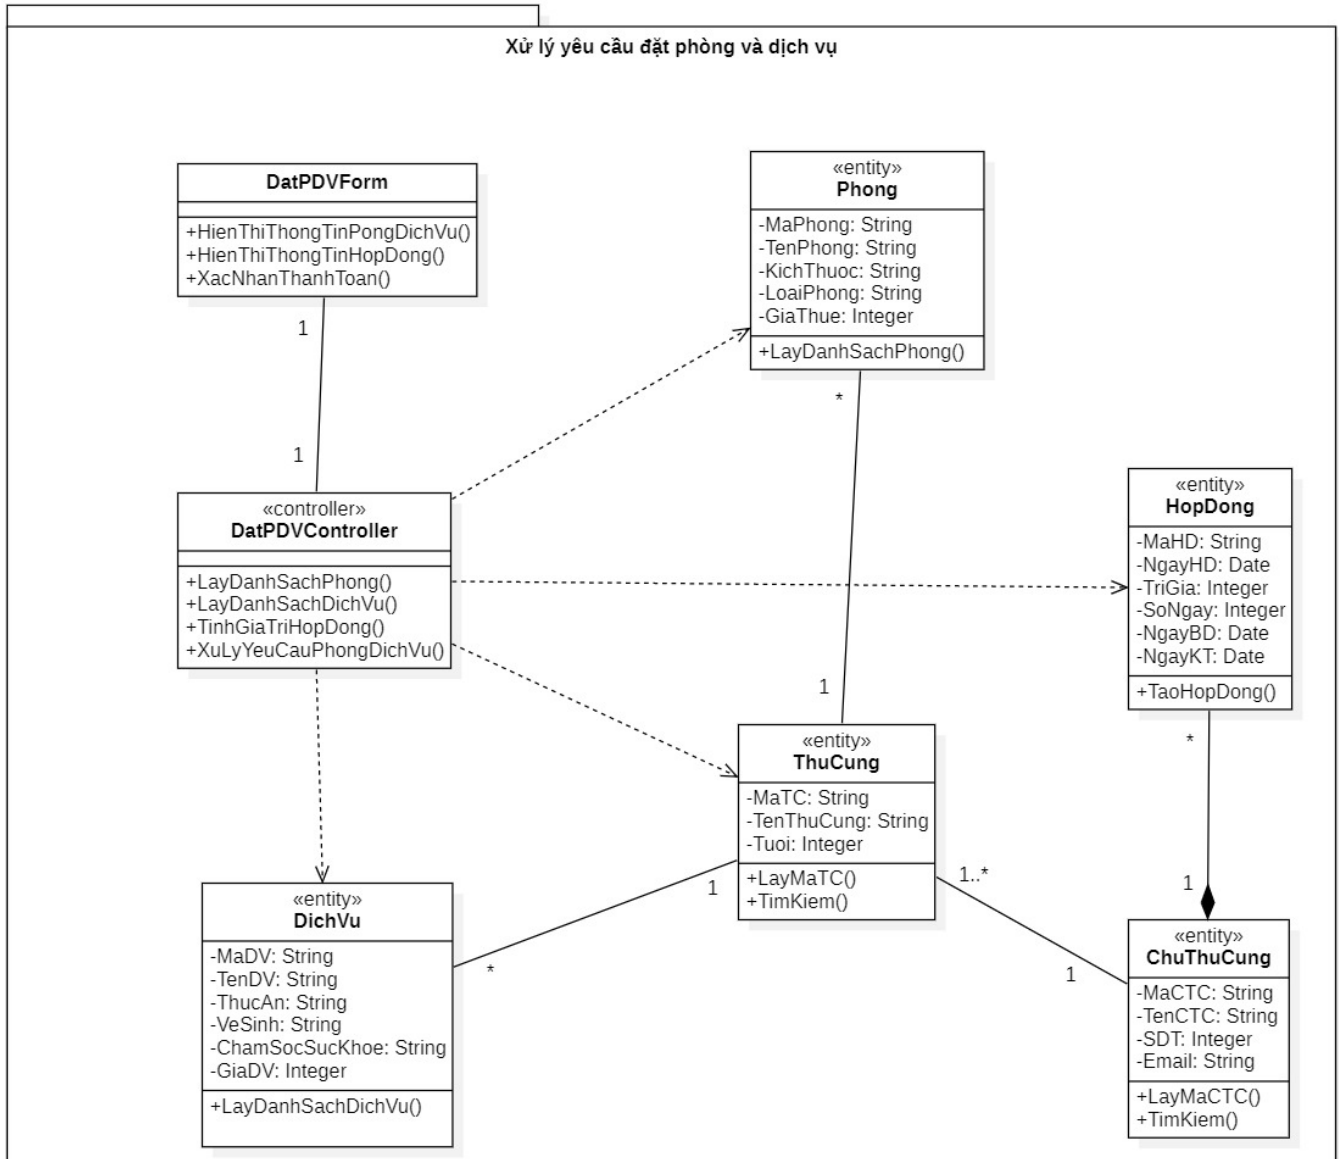 Xử lý yêu cầu đặt phòng và dịch vụ
DatPDVForm
+HienThiThongTinPongDichVu()
+HienThiThongTinHopDong()
+XacNhanThanhToan()
1
1
«entity»
Phong
-MaPhong: String
-TenPhong: String
-KichThuoc: String
-LoaiPhong: String
-GiaThue: Integer
+LayDanhSachPhong()
*
1
«controller»
DatPDVController
+LayDanhSachPhong()
+LayDanhSachDichVu()
+TinhGiaTriHopDong()
+XuLyYeuCauPhongDichVu()
«entity»
HopDong
-MaHD: String
-NgayHD: Date
-TriGia: Integer
-SoNgay: Integer
-NgayBD: Date
-NgayKT: Date
+TaoHopDong()
*
1
«entity»
ThuCung
-MaTC: String
-TenThuCung: String
-Tuoi: Integer
+LayMaTC()
+TimKiem()
1
*
1..*
1
«entity»
DichVu
-MaDV: String
-TenDV: String
-ThucAn: String
-VeSinh: String
-ChamSocSucKhoe: String
-GiaDV: Integer
+LayDanhSachDichVu()
«entity»
ChuThuCung
-MaCTC: String
-TenCTC: String
-SDT: Integer
-Email: String
+LayMaCTC()
+TimKiem()